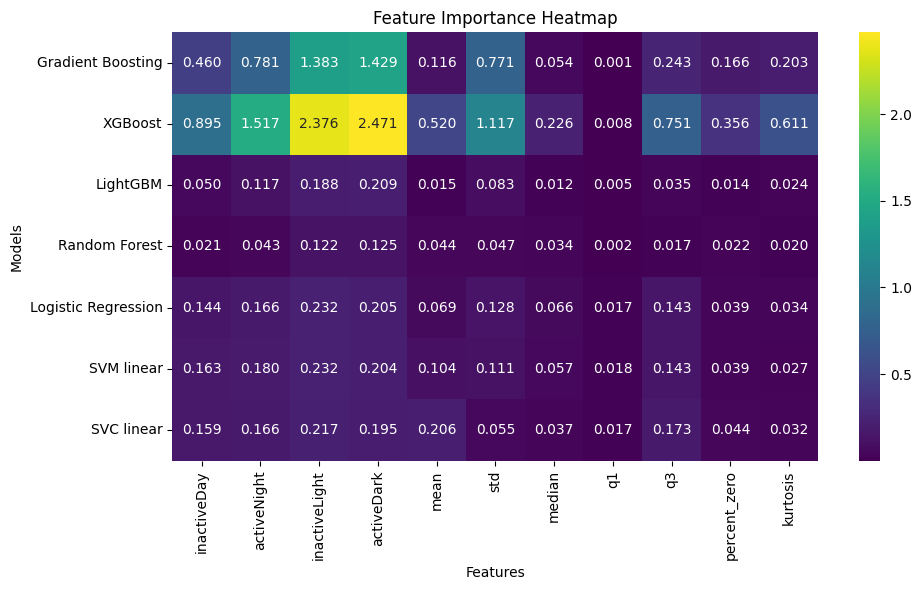 Feature Importance Heatmap
Models
Gradient Boosting 0.460 0.781 1.383 1.429 0.116 0.771 0.054 0.001 0.243 0.166 0.203
XGBoost 0.895 1.517 2.376 2.471 0.520 1.117 0.226 0.008 0.751 0.356 0.611
LightGBM 0.050 0.117 0.188 0.209 0.015 0.083 0.012 0.005 0.035 0.014 0.024
Random Forest 0.021 0.043 0.122 0.125 0.044 0.047 0.034 0.002 0.017 0.022 0.020
Logistic Regression 0.144 0.166 0.232 0.205 0.069 0.128 0.066 0.017 0.143 0.039 0.034
SVM linear 0.163 0.180 0.232 0.204 0.104 0.111 0.057 0.018 0.143 0.039 0.027
SVC linear 0.159 0.166 0.217 0.195 0.206 0.055 0.037 0.017 0.173 0.044 0.032
inactiveDay activeNight inactiveLight activeDark mean std median q1 q3 percent_zero kurtosis
Features
2.0
1.5
1.0
0.5